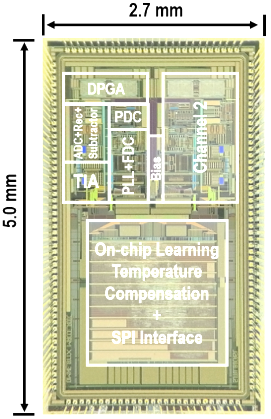 2.7 mm
5.0 mm
DPGA
ADC+Rec+
Subtractor
PDC
TIA
PLL+FDC
Bias
Channel-2
On-chip Learning
Temperature
Compensation
+
SPI Interface